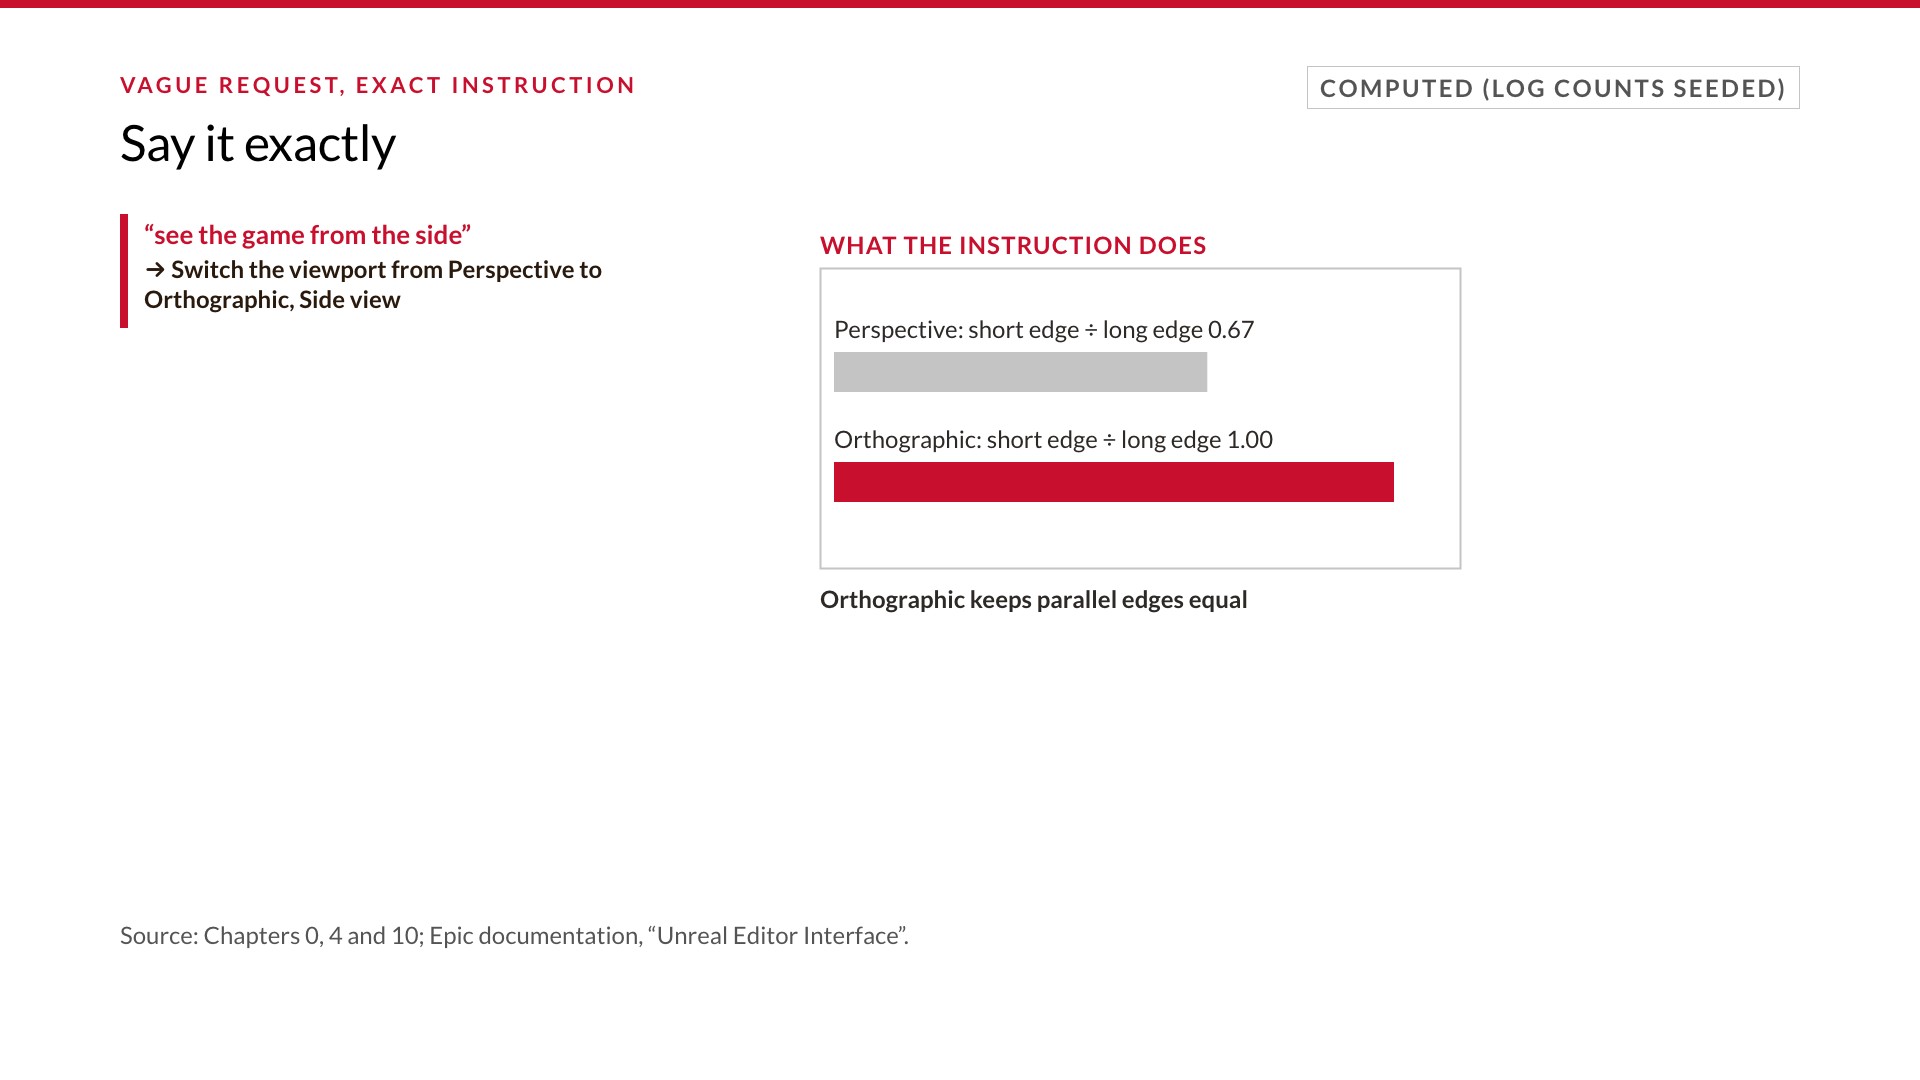 VAGUE REQUEST, EXACT INSTRUCTION
COMPUTED (LOG COUNTS SEEDED)
Say it exactly
“see the game from the side”
→ Switch the viewport from Perspective to
Orthographic, Side view
WHAT THE INSTRUCTION DOES
Perspective: short edge ÷ long edge 0.67
Orthographic: short edge ÷ long edge 1.00
Orthographic keeps parallel edges equal
Source: Chapters 0, 4 and 10; Epic documentation, “Unreal Editor Interface”.